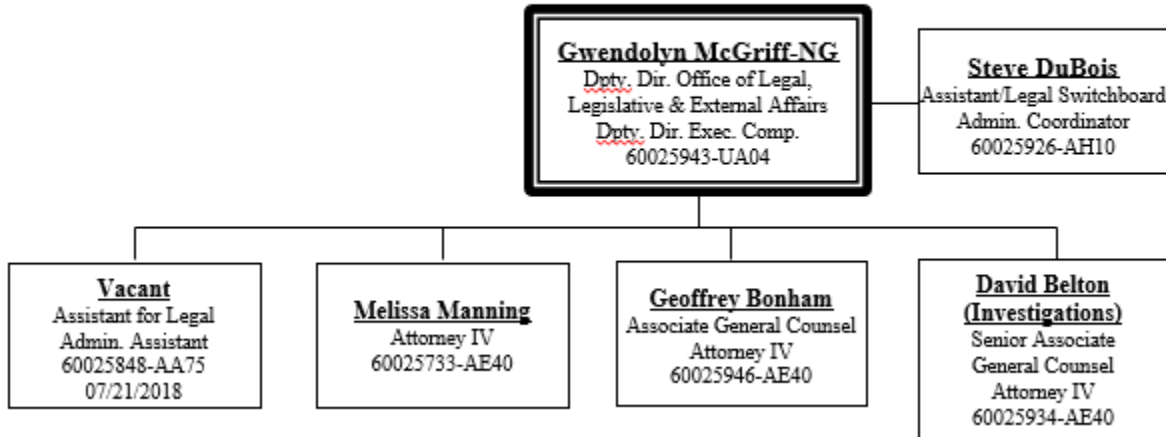 Gwendolyn McGriff-NG
Dpty. Dir. Office of Legal,
Legislative & External Affairs
Dpty. Dir. Exec. Comp.
60025943-UA04
Steve DuBois
Assistant/Legal Switchboard
Admin. Coordinator
60025926-AH10
Vacant
Assistant for Legal
Admin. Assistant
60025848-AA75
07/21/2018
Melissa Manning
Attorney IV
60025733-AE40
Geoffrey Bonham
Associate General Counsel
Attorney IV
60025946-AE40
David Belton
(Investigations)
Senior Associate
General Counsel
Attorney IV
60025934-AE40